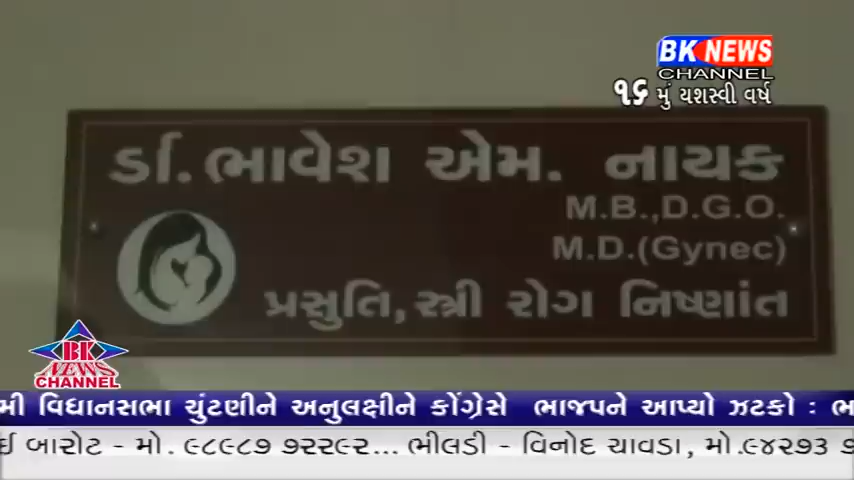 BK NEWS
CHANNEL
૧૬ મું યશસ્વી વર્ષ
ર્ડા. ભાવેશ એમ. નાયક
M.B.,D.G.O.
M.D.(Gynec)
પ્રસુતિ, સ્ત્રી રોગ નિષ્ણાંત
BK
NEWS
CHANNEL
મી વિધાનસભા ચુંટણીને અનુલક્ષીને કોંગ્રેસે ભાજપને આપ્યો ઝટકો : ભ
ઈ બારોટ - મો. ૯૮૯૮૭ ૭૨૨૯૨... ભીલડી - વિનોદ ચાવડા, મો.૯૪૨૭૩